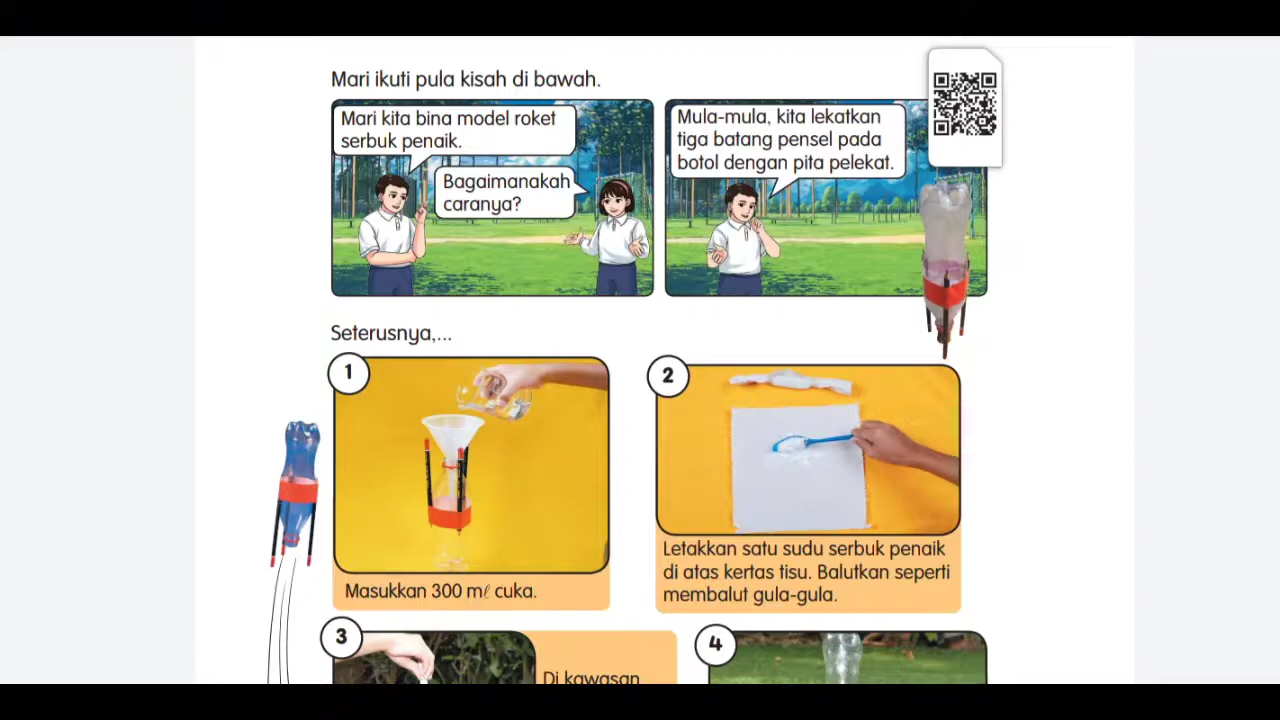 Mari ikuti pula kisah di bawah.
Mari kita bina model roket
serbuk penaik.
Bagaimanakah
caranya?
Mula-mula, kita lekatkan
tiga batang pensel pada
botol dengan pita pelekat.
Seterusnya,...
1
Masukkan 300 mℓ cuka.
2
Letakkan satu sudu serbuk penaik
di atas kertas tisu. Balutkan seperti
membalut gula-gula.
3
Di kawasan
4